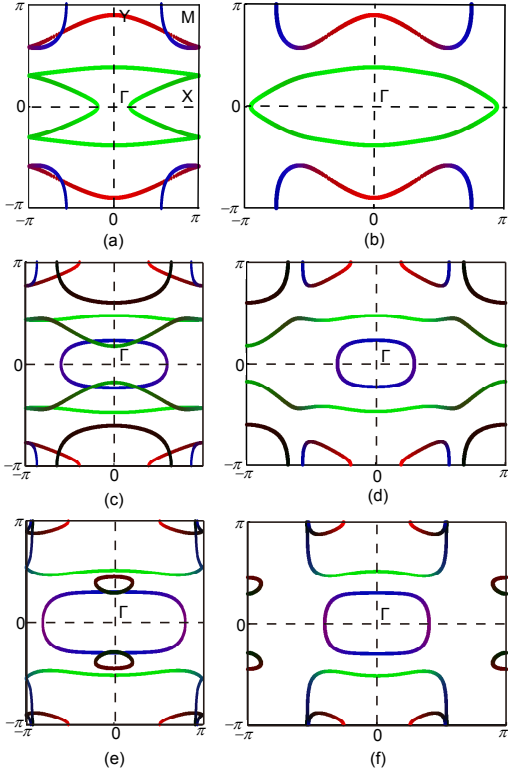 Y M π
Γ
0 X 0 Γ
−π −π
−π 0 π −π 0 π
(a) (b)
π π
0 Γ 0 Γ
−π −π
0 −π 0 π
(c) (d)
π π
0 Γ 0 Γ
−π −π
−π 0 π −π 0 π
(e) (f)